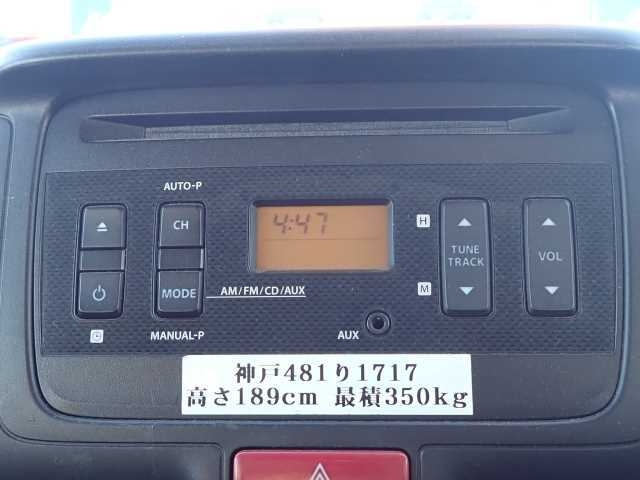 AUTO-P
CH
4:47
H
TUNE
TRACK
VOL
MODE
AM/FM/CD/AUX
M
C
MANUAL-P
AUX
神戸481り1717
高さ189cm 最積350kg